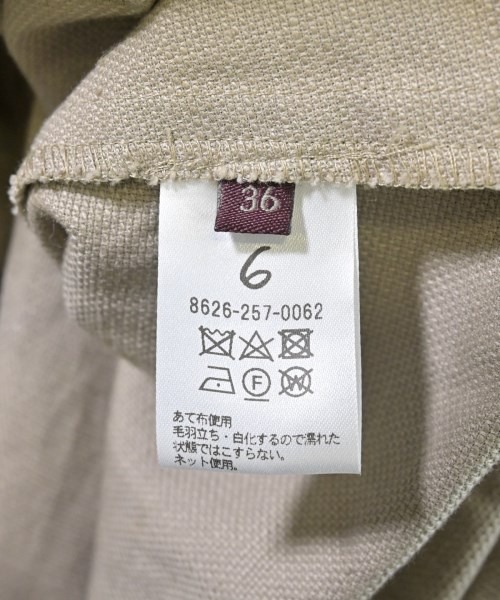 36
6
8626-257-0062
F
W
あて布使用
毛羽立ち・白化するので濡れた
状態ではこすらない。
ネット使用。